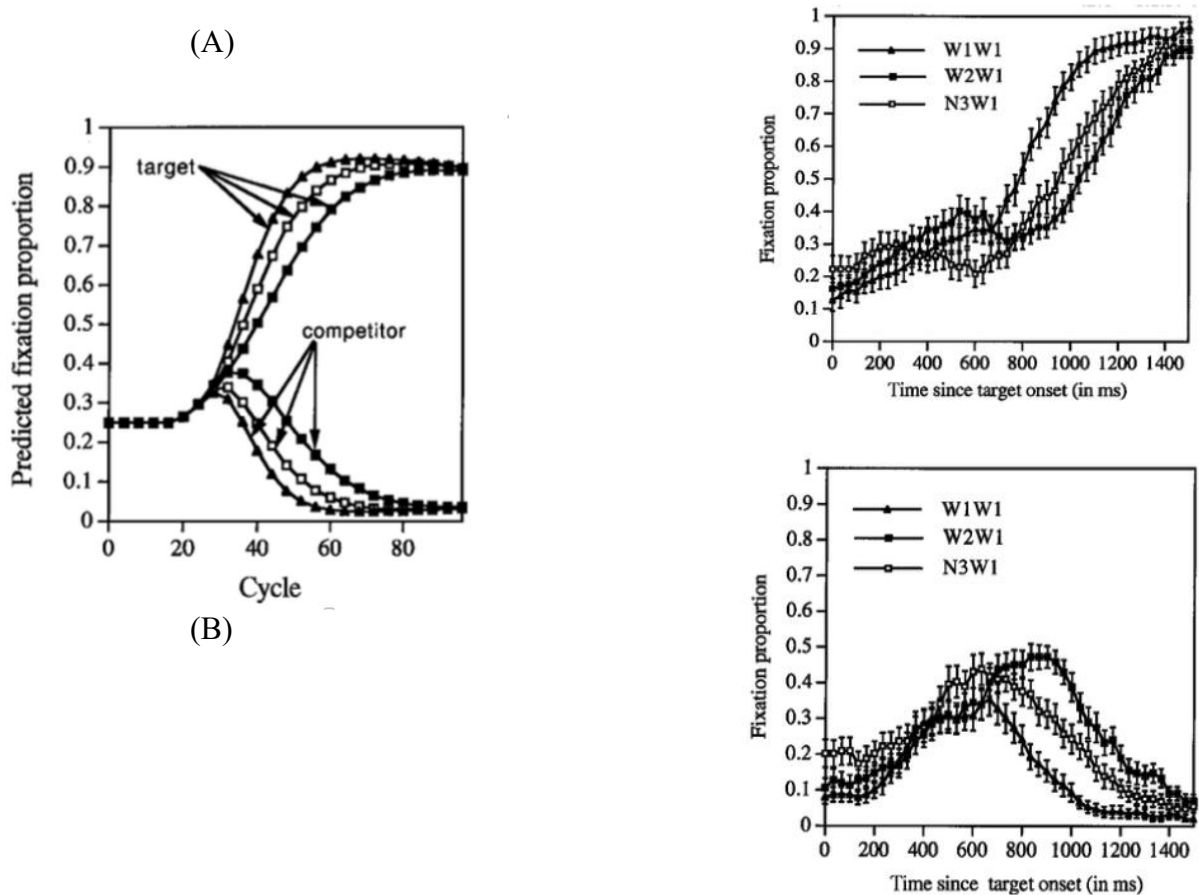 (A)
1
0.9
0.8
0.7
0.6
0.5
0.4
0.3
0.2
0.1
0
Predicted fixation proportion
target
competitor
0 20 40 60 80
Cycle
(B)
1
0.9
0.8
0.7
0.6
0.5
0.4
0.3
0.2
0.1
0
Fixation proportion
W1W1
W2W1
N3W1
0 200 400 600 800 1000 1200 1400
Time since target onset (in ms)
1
0.9
0.8
0.7
0.6
0.5
0.4
0.3
0.2
0.1
0
Fixation proportion
W1W1
W2W1
N3W1
0 200 400 600 800 1000 1200 1400
Time since target onset (in ms)